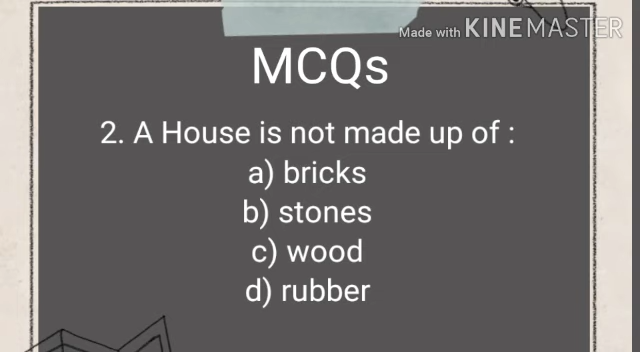 Made with KINEMASTER
MCQs
2. A House is not made up of :
a) bricks
b) stones
c) wood
d) rubber